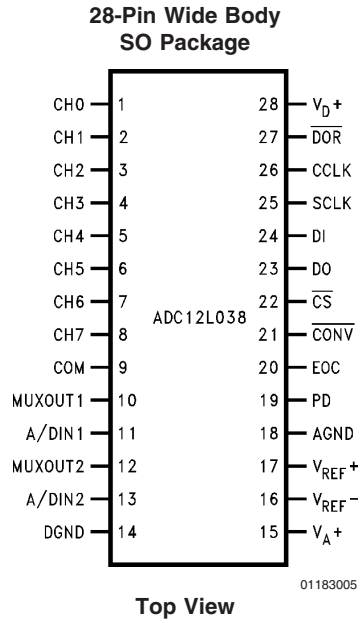 28-Pin Wide Body
SO Package
CH0 1 28 VD+
CH1 2 27 DOR
CH2 3 26 CCLK
CH3 4 25 SCLK
CH4 5 24 DI
CH5 6 23 DO
CH6 7 22 CS
ADC12L038
CH7 8 21 CONV
COM 9 20 EOC
MUXOUT1 10 19 PD
A/DIN1 11 18 AGND
MUXOUT2 12 17 VREF+
A/DIN2 13 16 VREF−
DGND 14 15 VA+
01183005
Top View